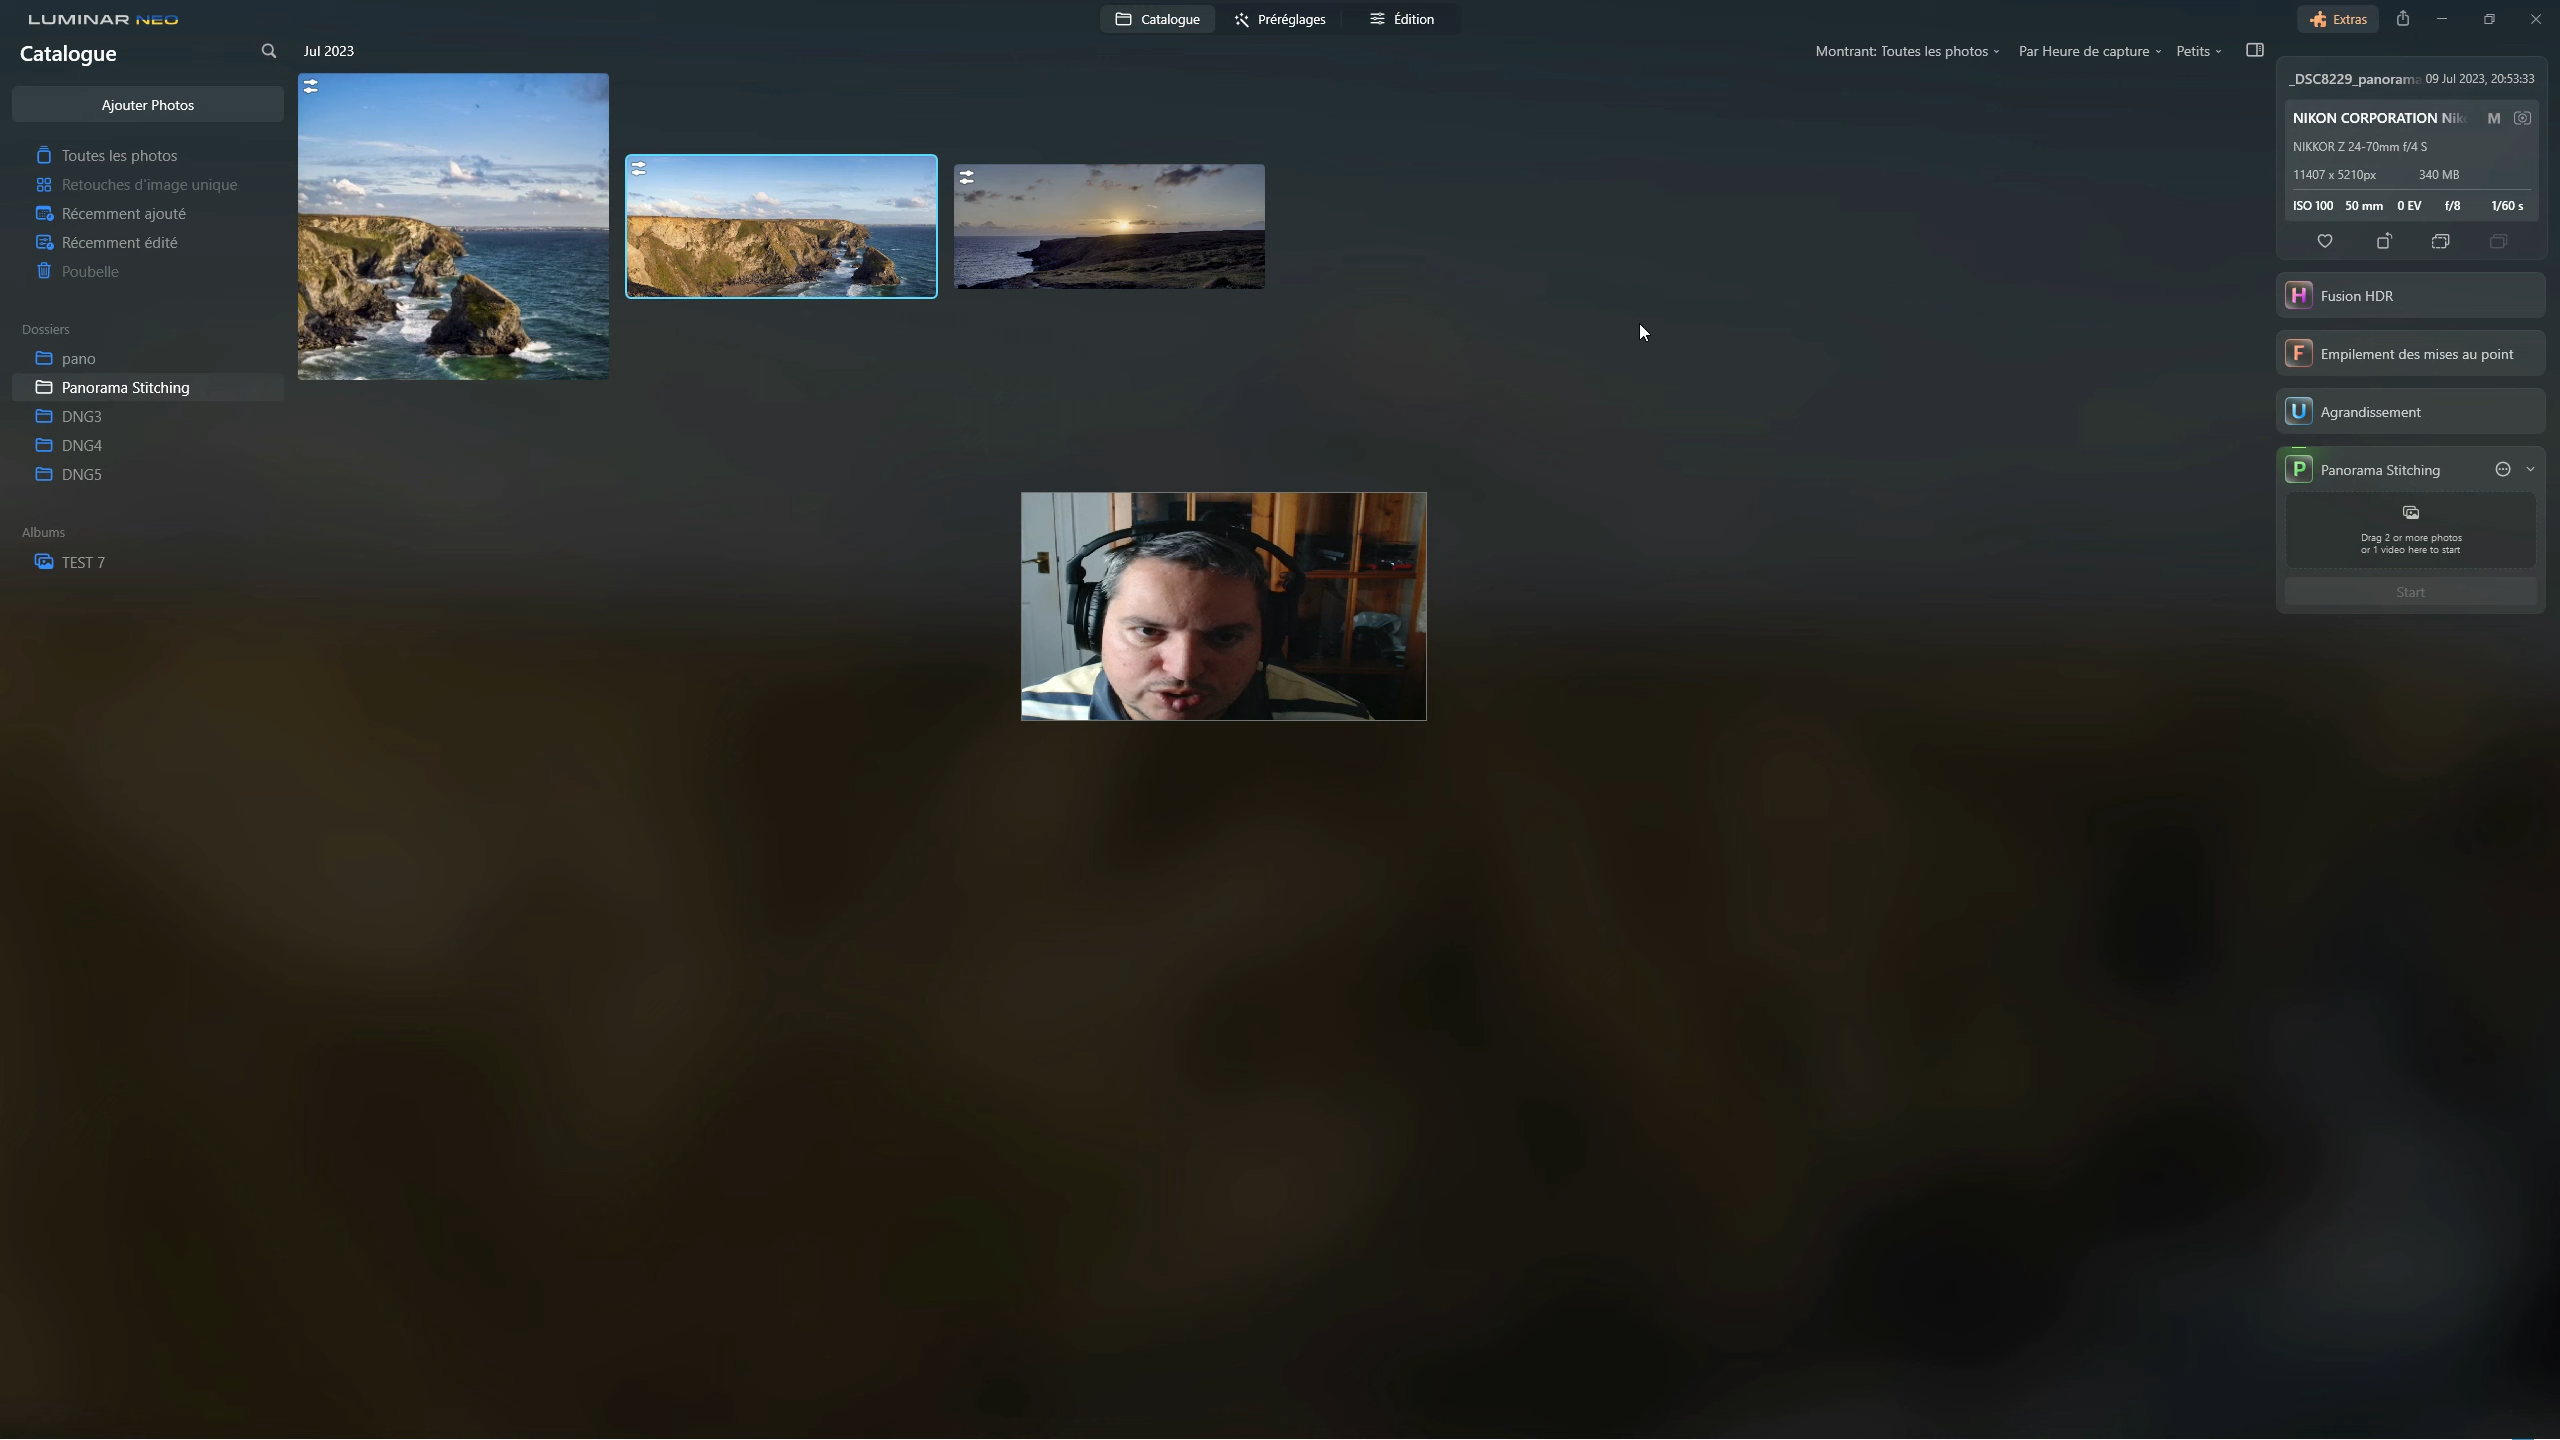 LUMINAR NEO
Catalogue
Préréglages
Édition
Extras
Catalogue
Jul 2023
Montrant: Toutes les photos
Par Heure de capture
Petits
Ajouter Photos
Toutes les photos
Retouches d'image unique
Récemment ajouté
Récemment édité
Poubelle
Dossiers
pano
Panorama Stitching
DNG3
DNG4
DNG5
Albums
TEST 7
_DSC8229_panorama 09 Jul 2023, 20:53:33
NIKON CORPORATION Nik M
NIKKOR Z 24-70mm f/4 S
11407 x 5210px 340 MB
ISO 100 50 mm 0 EV f/8 1/60 s
H Fusion HDR
F Empilement des mises au point
U Agrandissement
P Panorama Stitching
Drag 2 or more photos
or 1 video here to start
Start